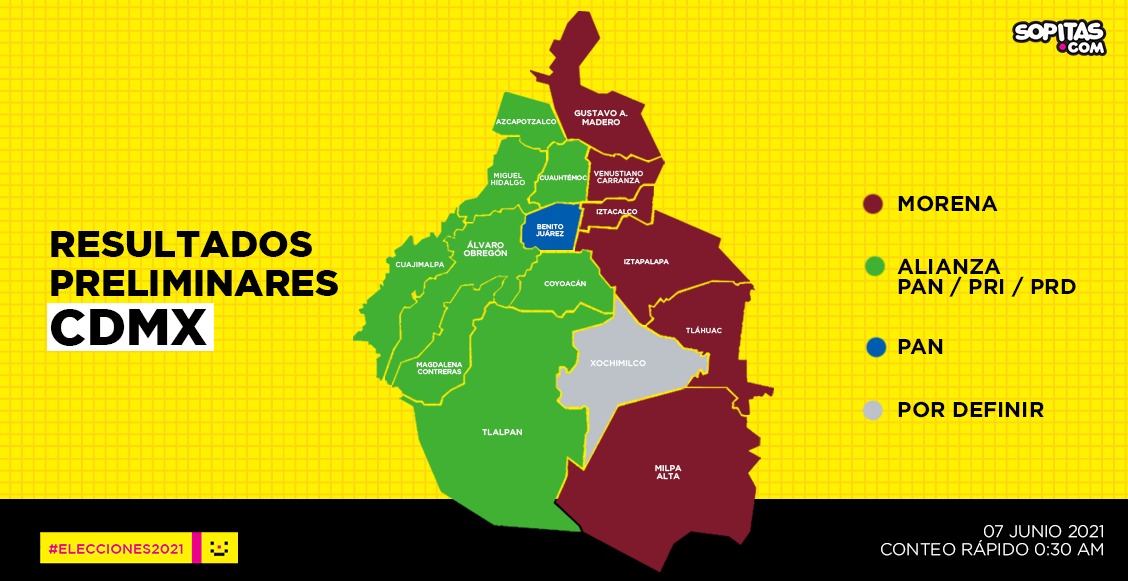 SOPITAS
.COM
RESULTADOS
PRELIMINARES
CDMX
GUSTAVO A.
MADERO
AZCAPOTZALCO
MIGUEL
HIDALGO
CUAUHTÉMOC
VENUSTIANO
CARRANZA
IZTACALCO
BENITO
JUÁREZ
ÁLVARO
OBREGÓN
CUAJIMALPA
IZTAPALAPA
COYOACÁN
TLÁHUAC
MAGDALENA
CONTRERAS
XOCHIMILCO
TLALPAN
MILPA
ALTA
MORENA
ALIANZA
PAN / PRI / PRD
PAN
POR DEFINIR
#ELECCIONES2021
07 JUNIO 2021
CONTEO RÁPIDO 0:30 AM